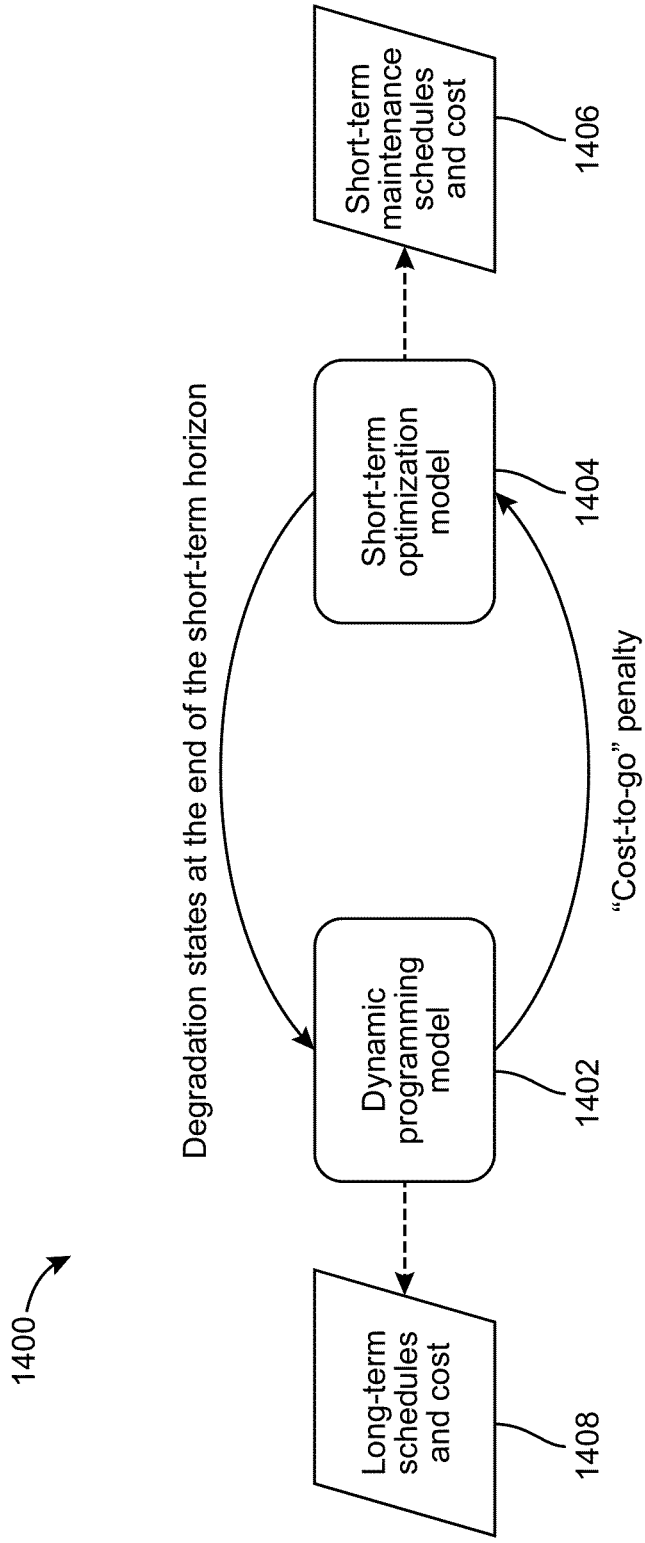 1400
Degradation states at the end of the short-term horizon
Long-term
schedules
and cost
1408
Dynamic
programming
model
1402
Short-term
optimization
model
1404
Short-term
maintenance
schedules
and cost
1406
“Cost-to-go” penalty